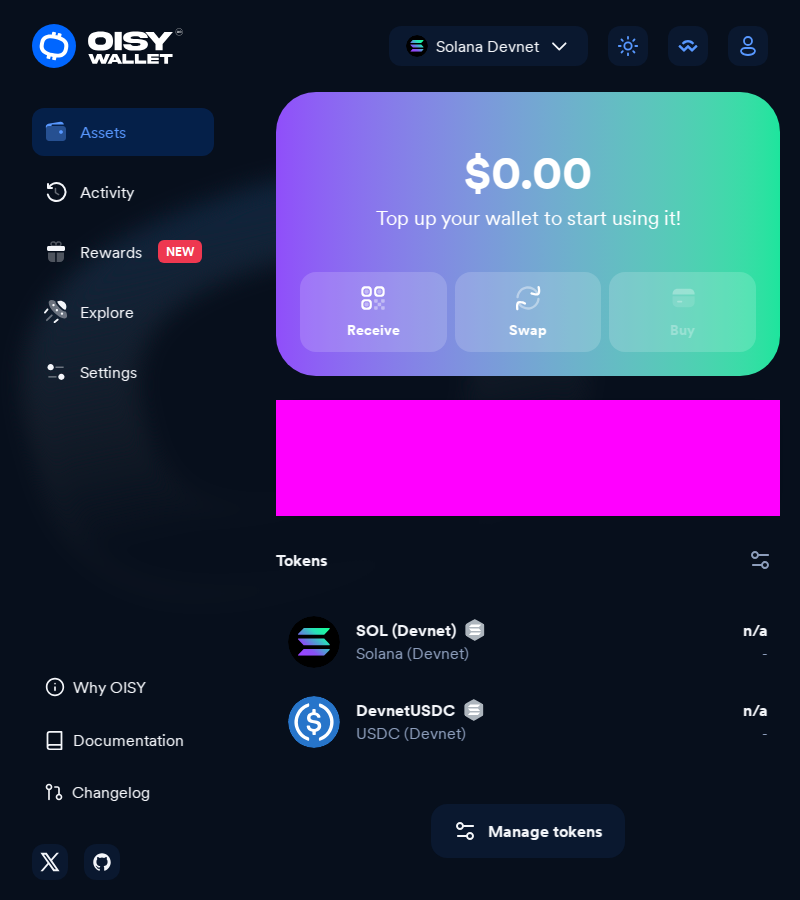 OISY
WALLET
Solana Devnet
Assets
Activity
Rewards NEW
Explore
Settings
$0.00
Top up your wallet to start using it!
Receive
Swap
Buy
Tokens
SOL (Devnet)
n/a
Solana (Devnet)
-
DevnetUSDC
n/a
USDC (Devnet)
-
Manage tokens
Why OISY
Documentation
Changelog